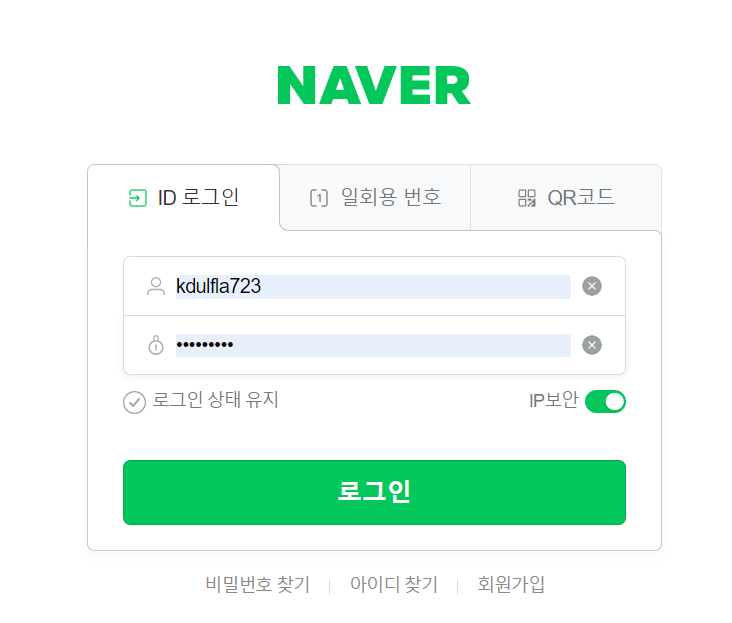 NAVER
ID 로그인
1 일회용 번호
QR코드
kdulfla723
•••••••••
로그인 상태 유지
IP보안
로그인
비밀번호 찾기 | 아이디 찾기 | 회원가입